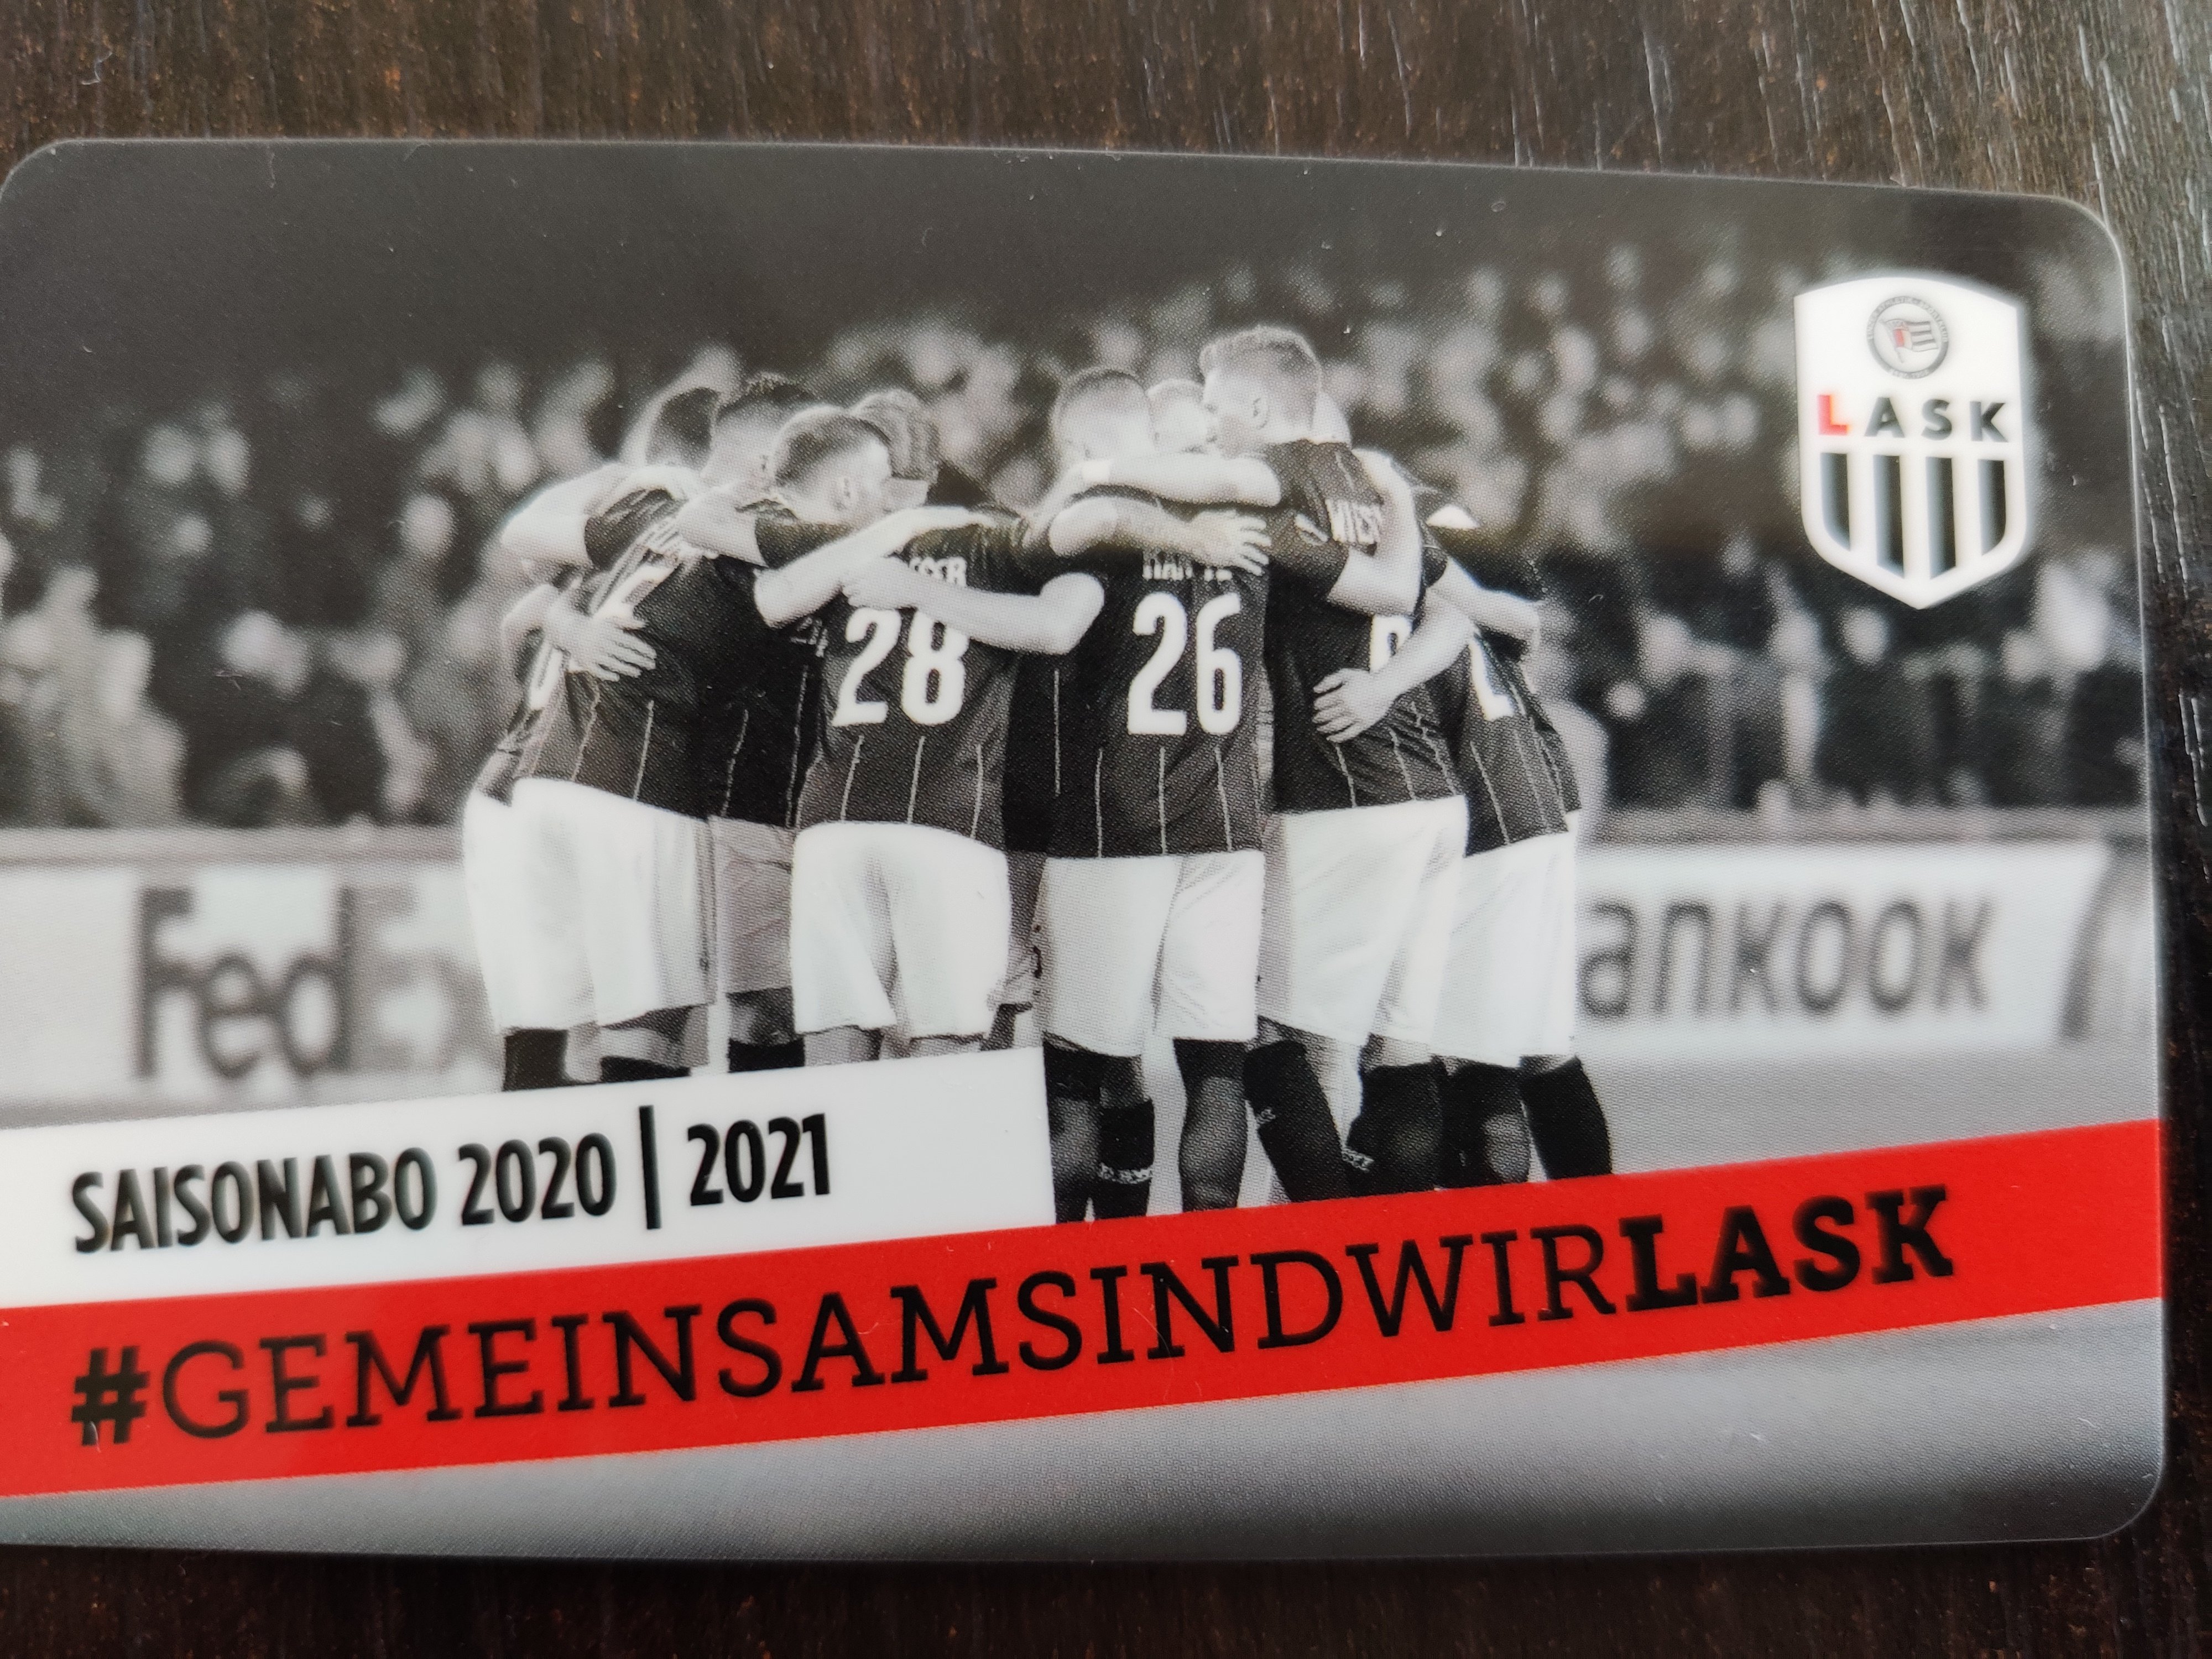 LASK
28
26
FedEx
ankook
SAISONABO 2020 | 2021
#GEMEINSAMSINDWIRLASK